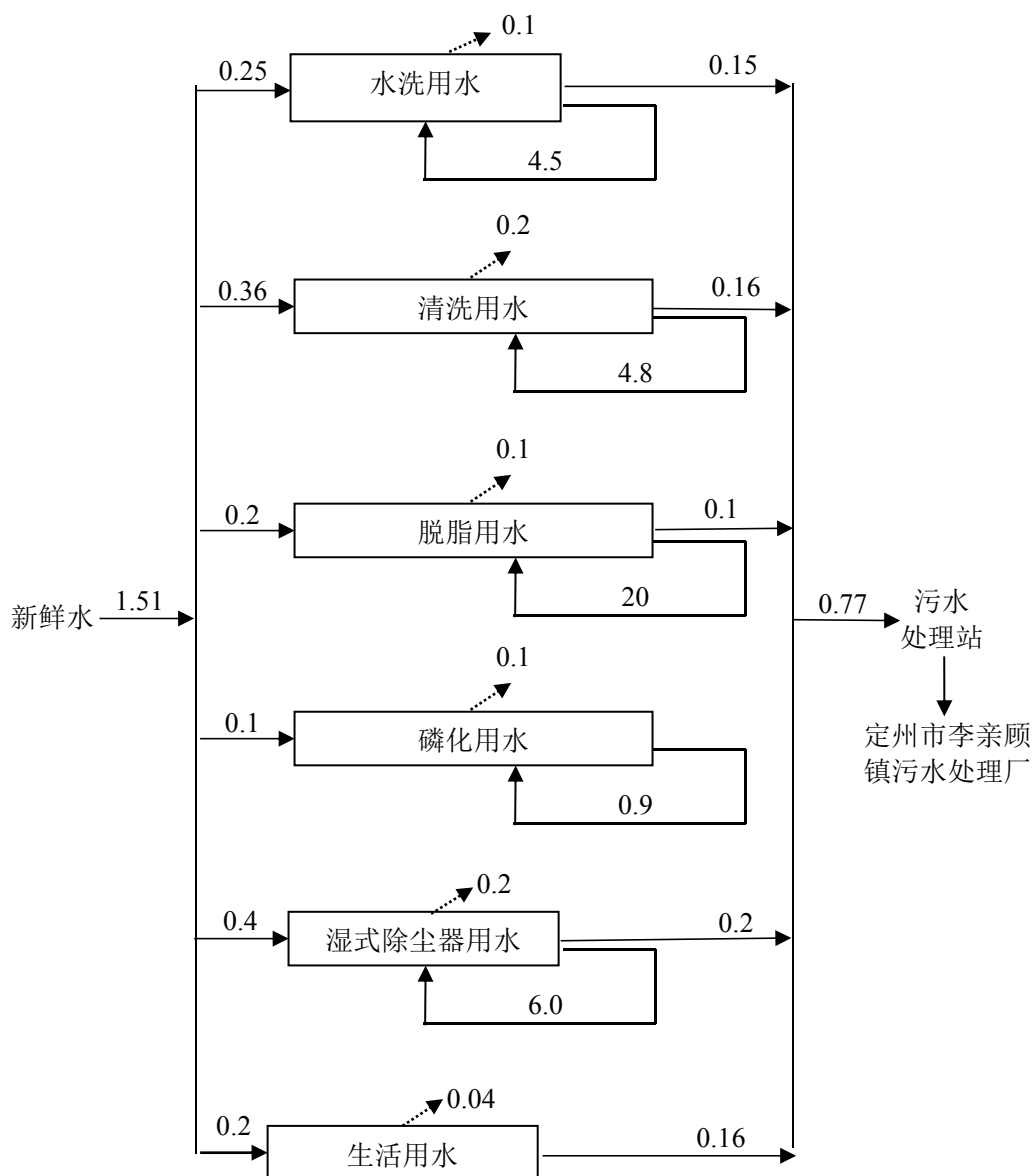 0.1
0.25
水洗用水
0.15
4.5
0.2
0.36
清洗用水
0.16
4.8
0.1
0.2
脱脂用水
0.1
20
新鲜水
1.51
0.77
污水
处理站
0.1
0.1
磷化用水
0.9
定州市李亲顾
镇污水处理厂
0.2
0.4
湿式除尘器用水
0.2
6.0
0.04
0.2
生活用水
0.16